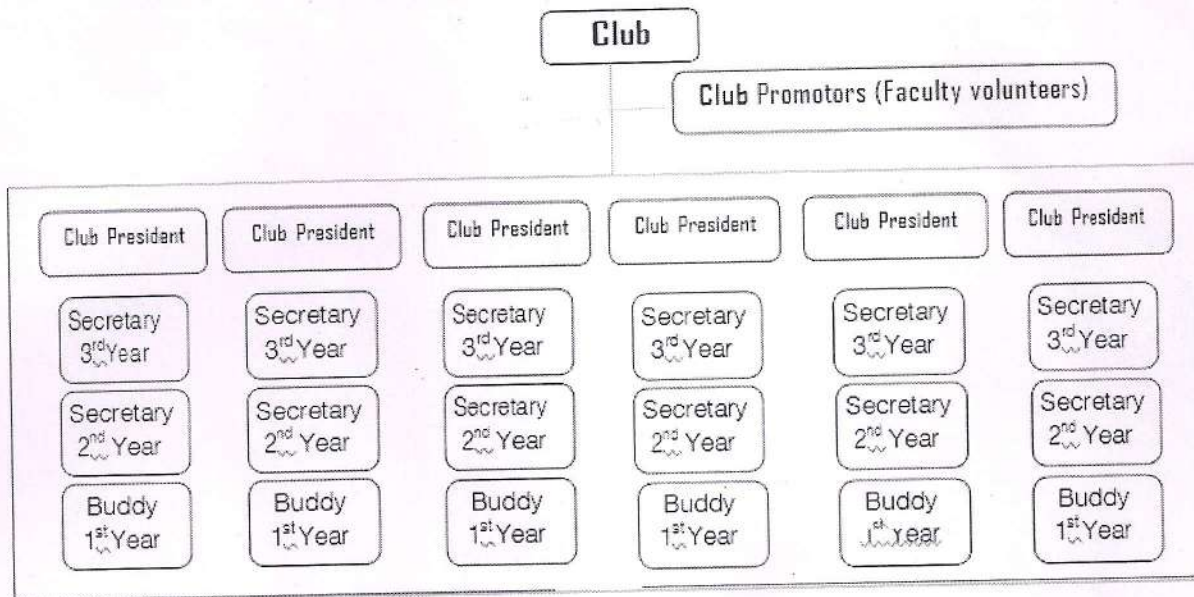 Club
Club Promotors (Faculty volunteers)
Club President
Club President
Club President
Club President
Club President
Club President
Secretary
3rd Year
Secretary
3rd Year
Secretary
3rd Year
Secretary
3rd Year
Secretary
3rd Year
Secretary
3rd Year
Secretary
2nd Year
Secretary
2nd Year
Secretary
2nd Year
Secretary
2nd Year
Secretary
2nd Year
Secretary
2nd Year
Buddy
1st Year
Buddy
1st Year
Buddy
1st Year
Buddy
1st Year
Buddy
Year
Buddy
1st Year